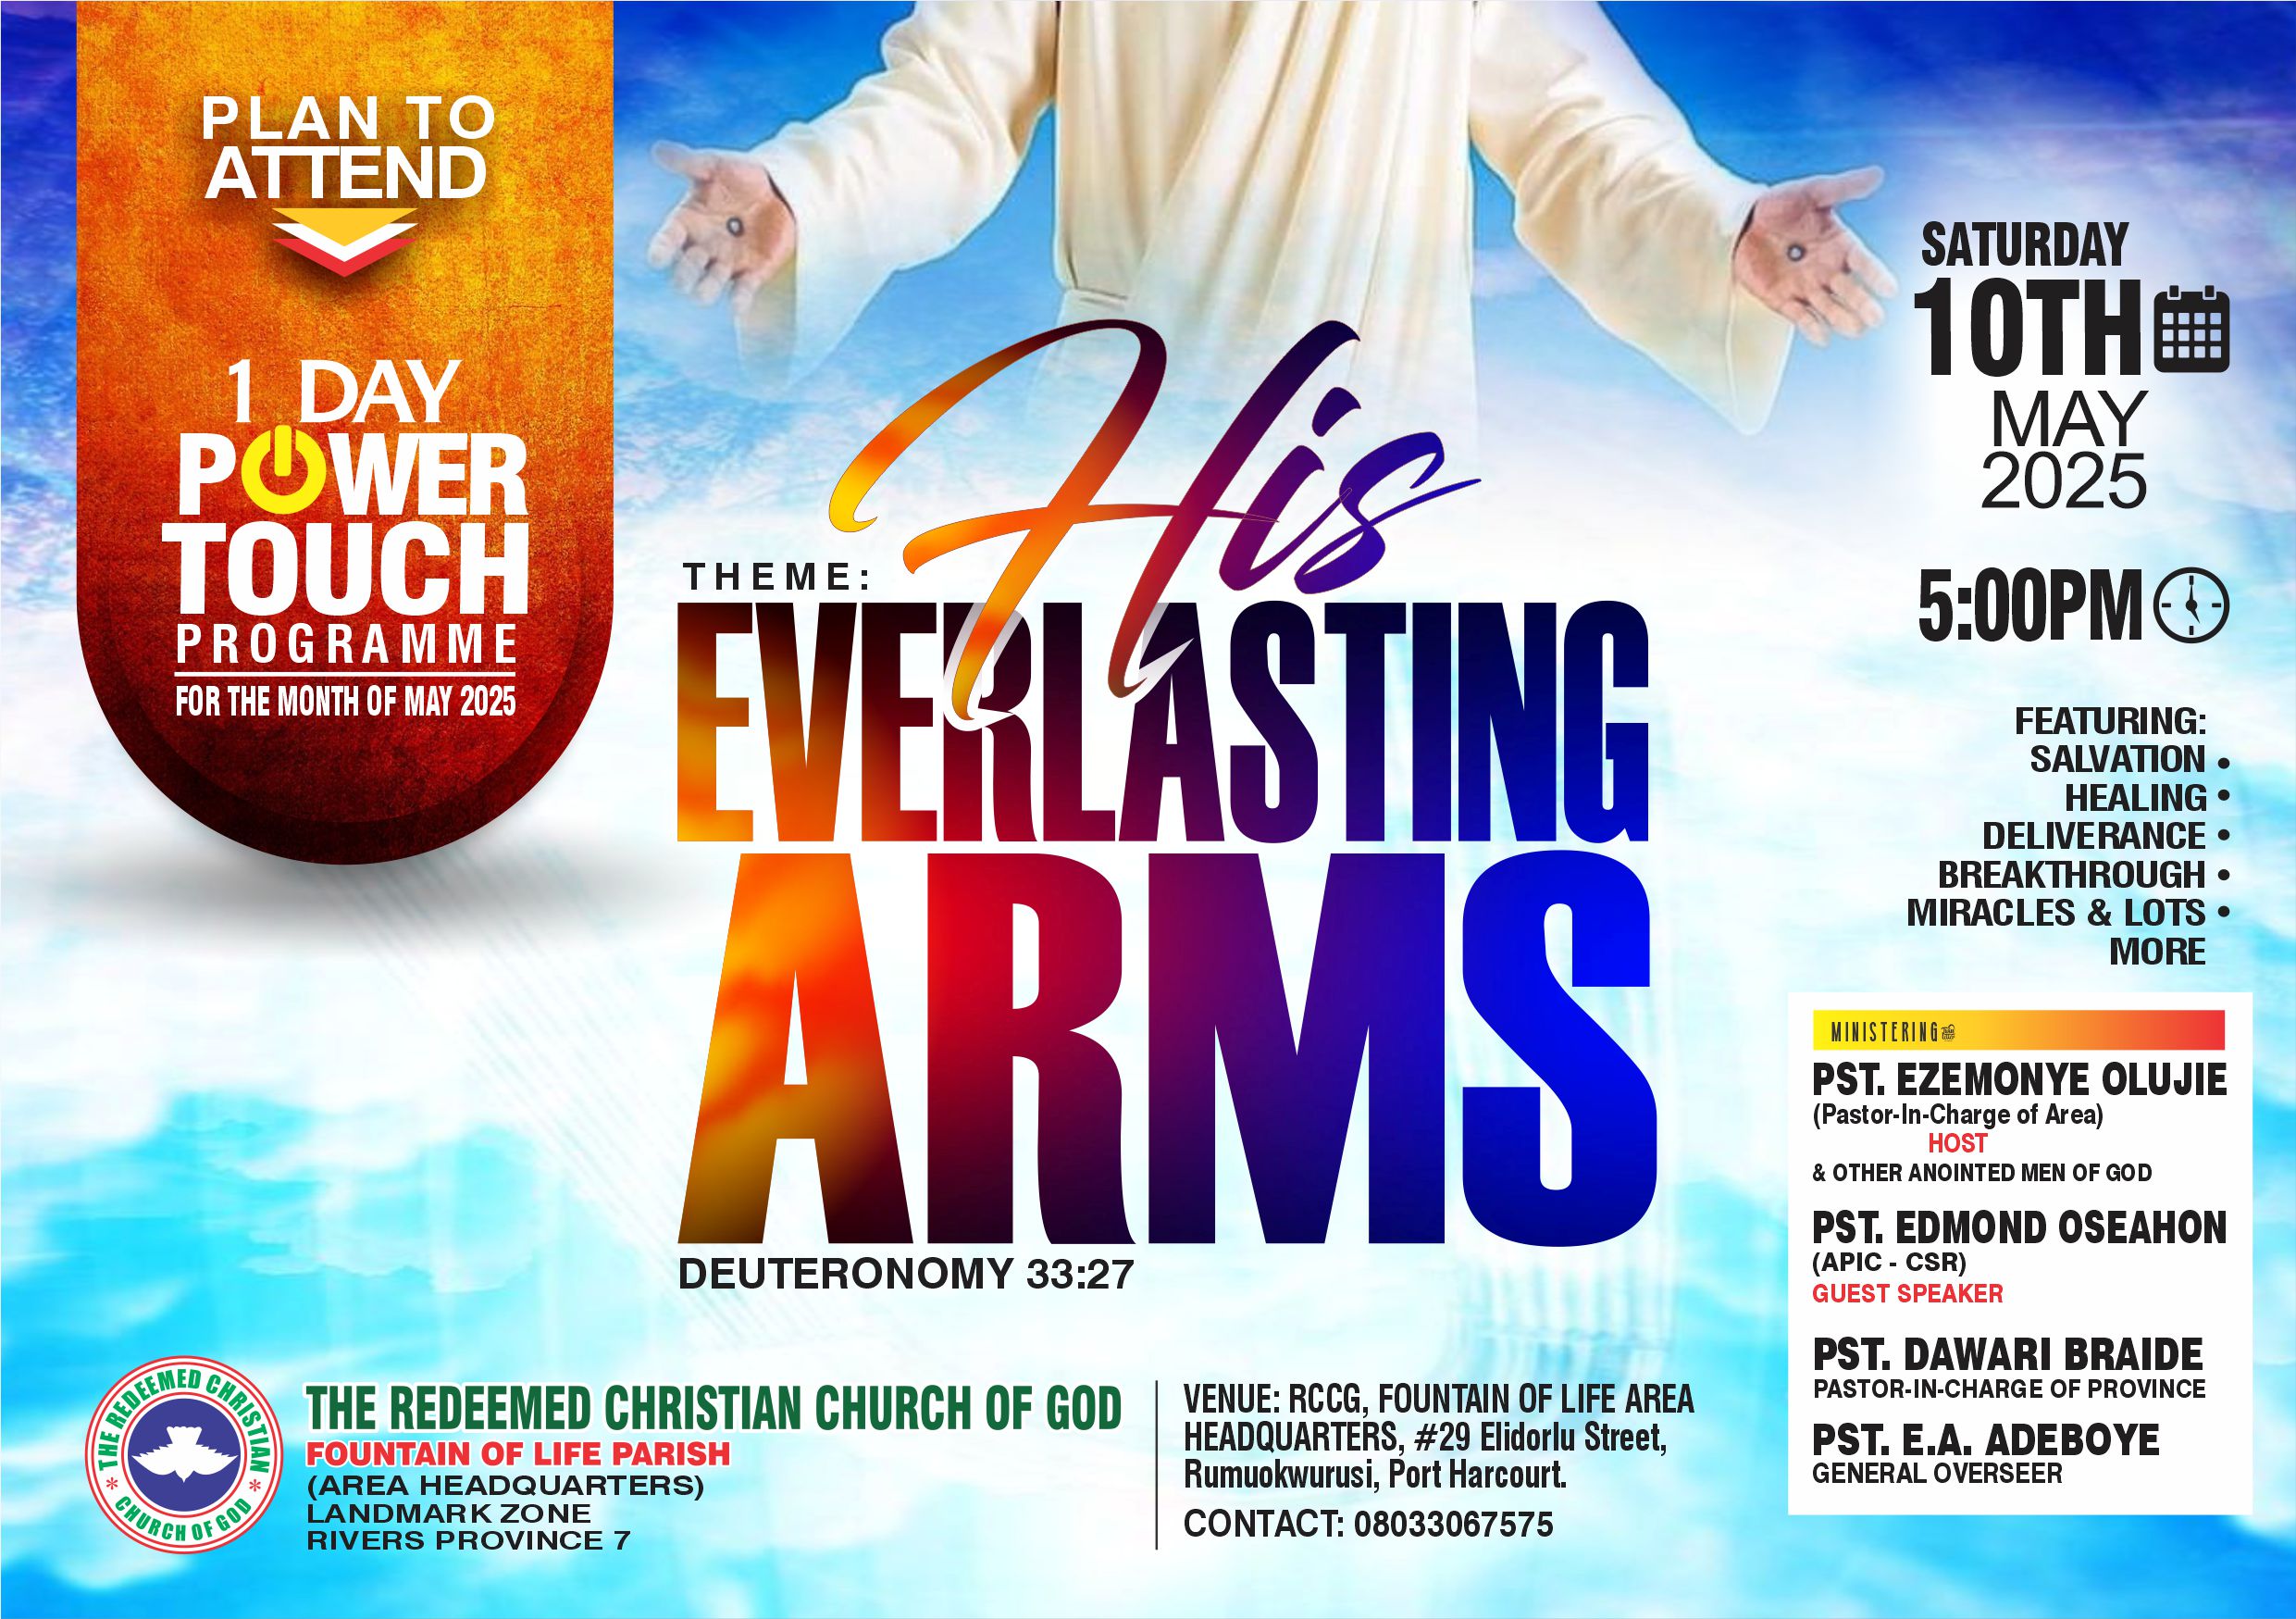 PLAN TO
ATTEND
1 DAY
POWER
TOUCH
PROGRAMME
FOR THE MONTH OF MAY 2025
THEME:
His
EVERLASTING
ARMS
DEUTERONOMY 33:27
SATURDAY
10TH
MAY
2025
5:00PM
FEATURING:
SALVATION •
HEALING •
DELIVERANCE •
BREAKTHROUGH •
MIRACLES & LOTS •
MORE
MINISTERING
PST. EZEMONYE OLUJIE
(Pastor-In-Charge of Area)
HOST
& OTHER ANOINTED MEN OF GOD
PST. EDMOND OSEAHON
(APIC - CSR)
GUEST SPEAKER
PST. DAWARI BRAIDE
PASTOR-IN-CHARGE OF PROVINCE
PST. E.A. ADEBOYE
GENERAL OVERSEER
THE REDEEMED CHRISTIAN
* CHURCH OF GOD *
THE REDEEMED CHRISTIAN CHURCH OF GOD
FOUNTAIN OF LIFE PARISH
(AREA HEADQUARTERS)
LANDMARK ZONE
RIVERS PROVINCE 7
VENUE: RCCG, FOUNTAIN OF LIFE AREA
HEADQUARTERS, #29 Elidorlu Street,
Rumuokwurusi, Port Harcourt.
CONTACT: 08033067575